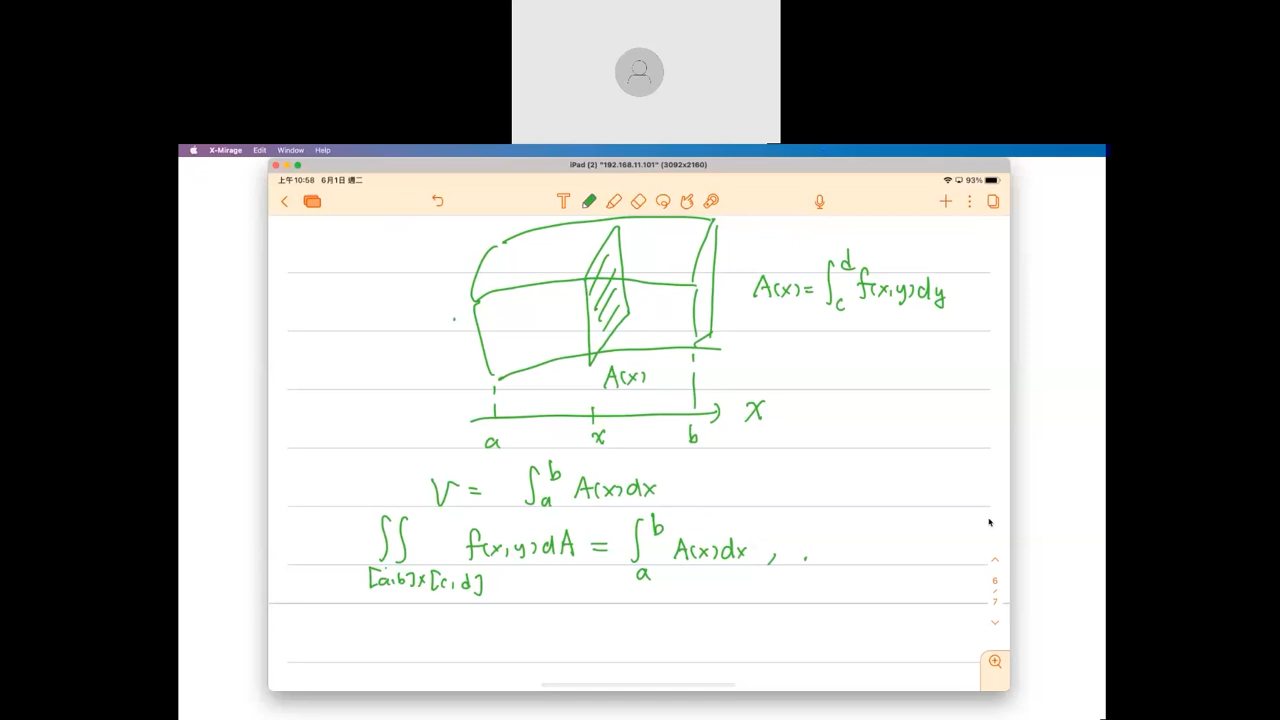 X-Mirage Edit Window Help
iPad (2) "192.168.11.101" (3092x2160)
上午10:58 6月1日 週二
93%
T
A(x) = ∫_c^d f(x,y)dy
A(x)
x
a x b
V = ∫_a^b A(x)dx
∬_{[a,b]×[c,d]} f(x,y)dA = ∫_a^b A(x)dx , .
6
7